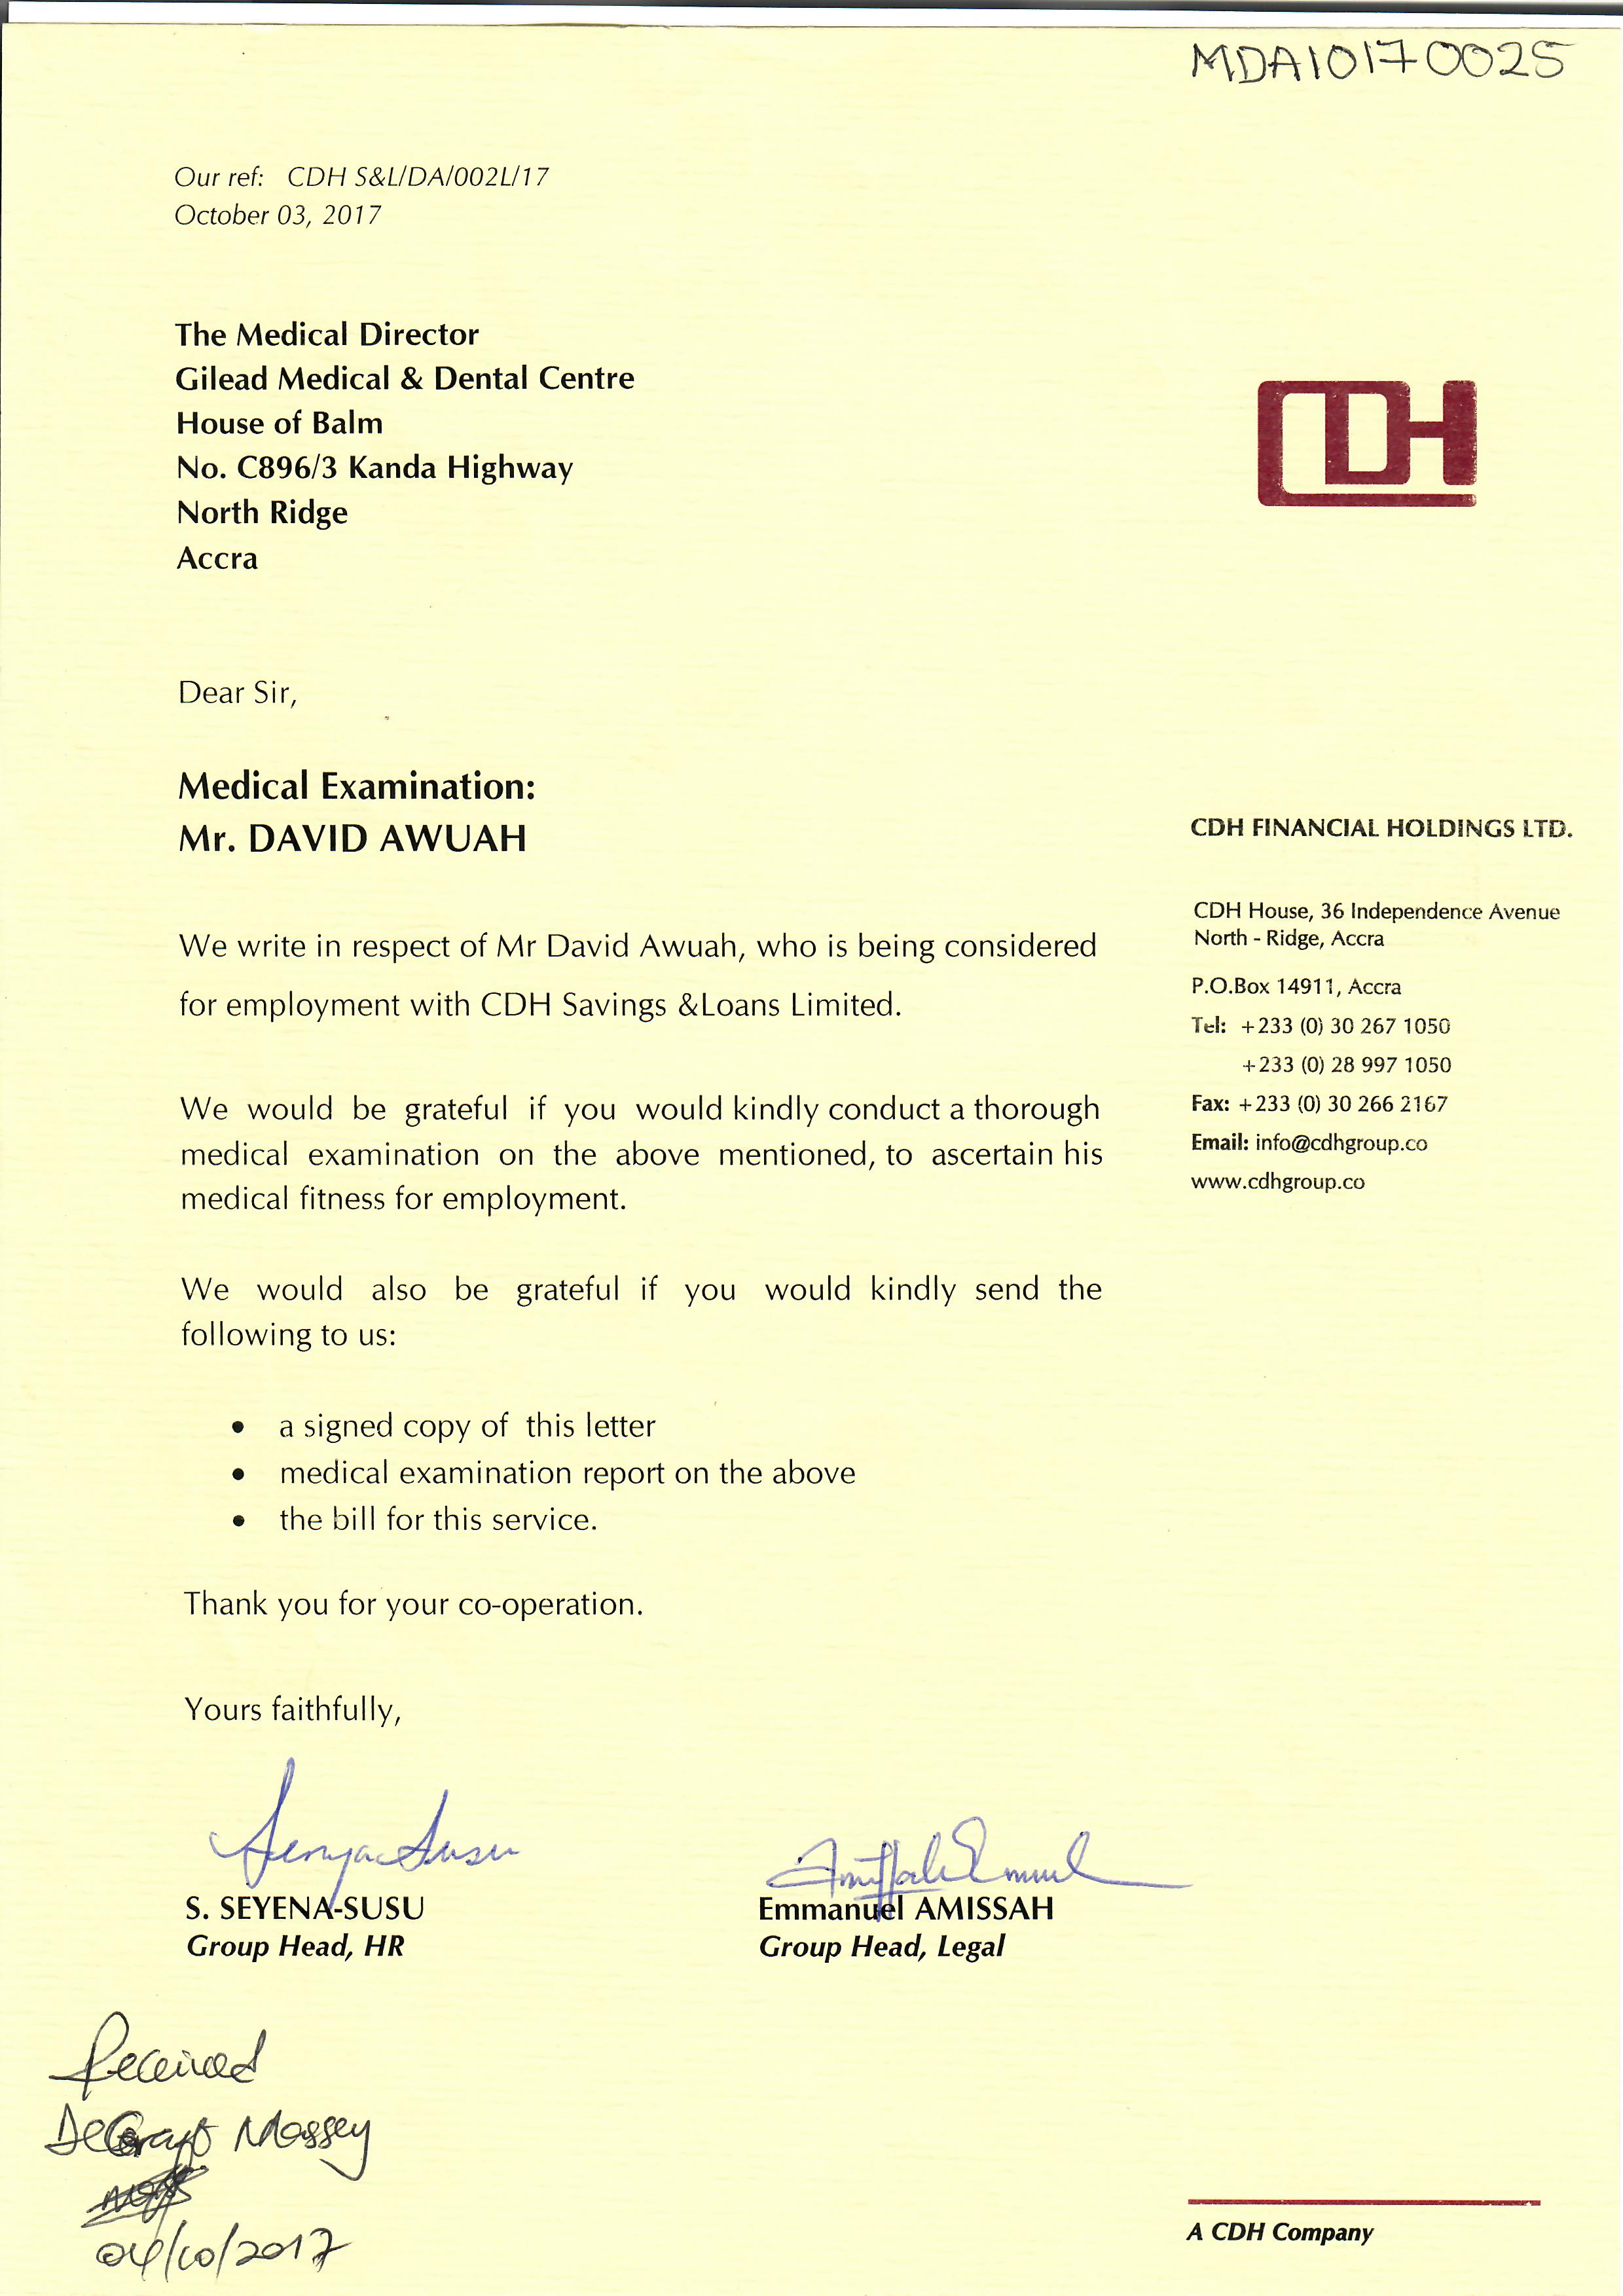 MDA10170025
Our ref: CDH S&L/DA/002L/17
October 03, 2017
The Medical Director
Gilead Medical & Dental Centre
House of Balm
No. C896/3 Kanda Highway
North Ridge
Accra
CDH
Dear Sir,
Medical Examination:
Mr. DAVID AWUAH
We write in respect of Mr David Awuah, who is being considered
for employment with CDH Savings &Loans Limited.
We would be grateful if you would kindly conduct a thorough
medical examination on the above mentioned, to ascertain his
medical fitness for employment.
We would also be grateful if you would kindly send the
following to us:
• a signed copy of this letter
• medical examination report on the above
• the bill for this service.
Thank you for your co-operation.
Yours faithfully,
S. SEYENA-SUSU
Group Head, HR
Emmanuel AMISSAH
Group Head, Legal
CDH FINANCIAL HOLDINGS LTD.
CDH House, 36 Independence Avenue
North - Ridge, Accra
P.O.Box 14911, Accra
Tel: +233 (0) 30 267 1050
+233 (0) 28 997 1050
Fax: +233 (0) 30 266 2167
Email: info@cdhgroup.co
www.cdhgroup.co
Received
DeGraft Massey
04/10/2017
A CDH Company